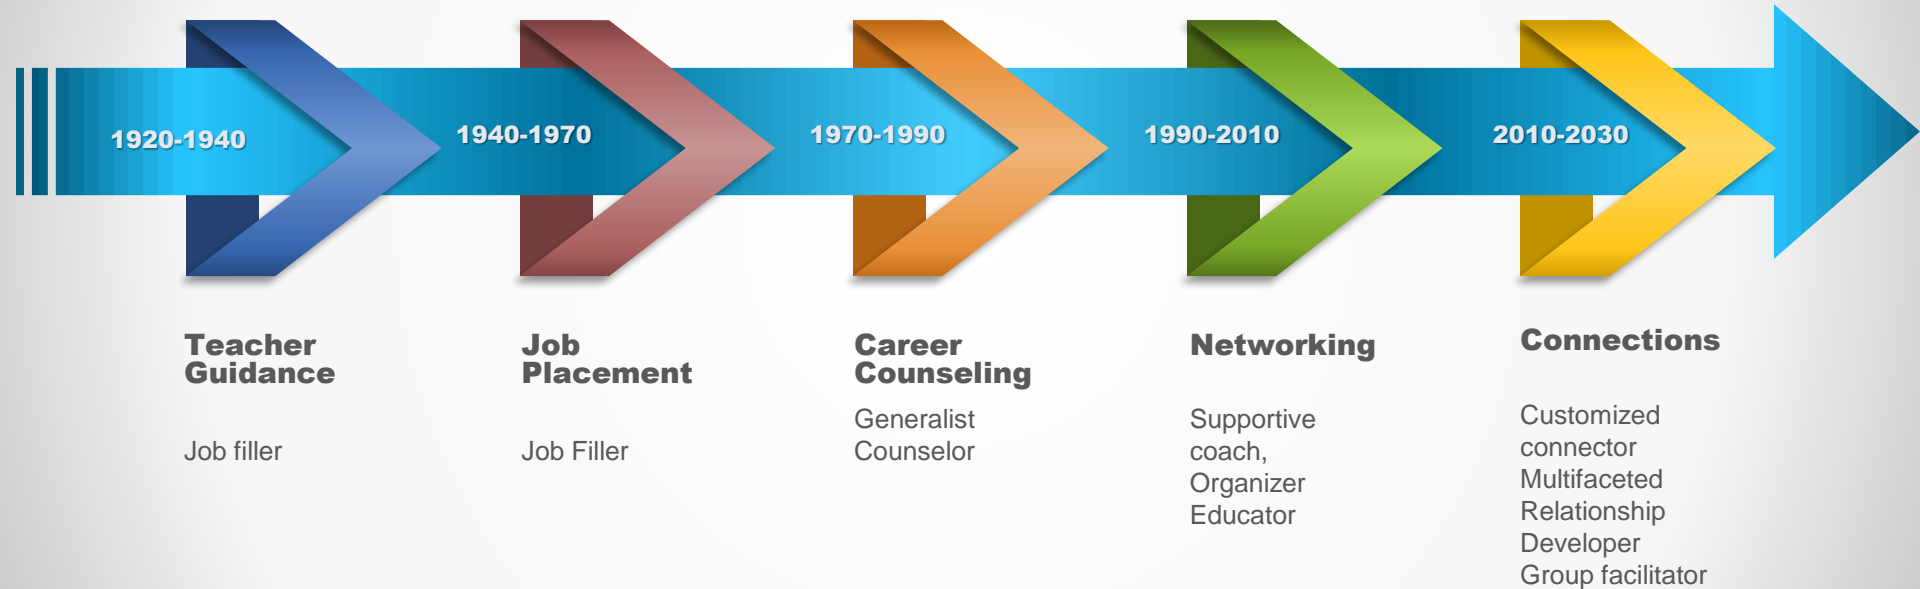 1920-1940
1940-1970
1970-1990
1990-2010
2010-2030
Teacher
Guidance
Job filler
Job
Placement
Job Filler
Career
Counseling
Generalist
Counselor
Networking
Supportive
coach,
Organizer
Educator
Connections
Customized
connector
Multifaceted
Relationship
Developer
Group facilitator